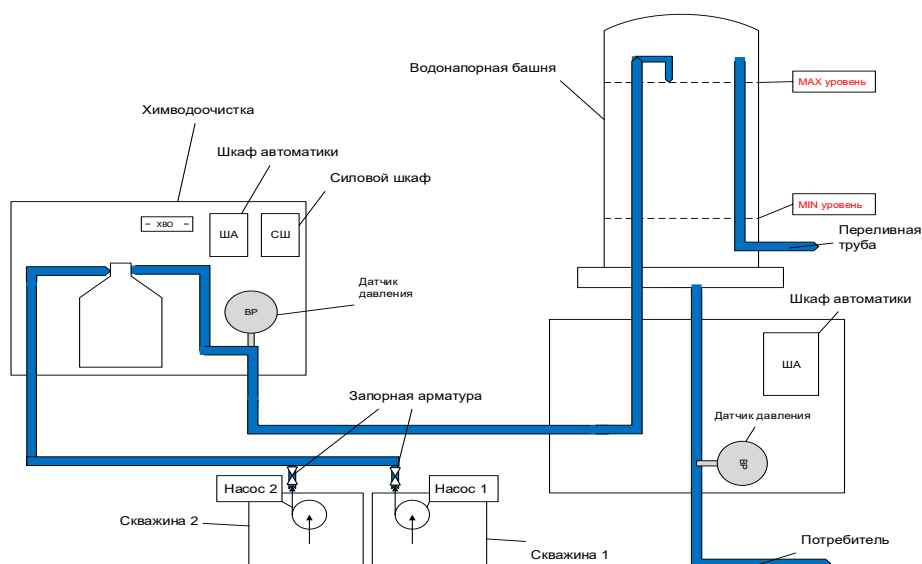 Водонапорная башня
MAX уровень
Химводоочистка
Шкаф автоматики
Силовой шкаф
MIN уровень
ХВО
ША
СШ
Переливная
труба
Датчик
давления
ВР
Шкаф автоматики
ША
Запорная арматура
Датчик давления
ВР
Насос 2
Насос 1
Скважина 2
Скважина 1
Потребитель